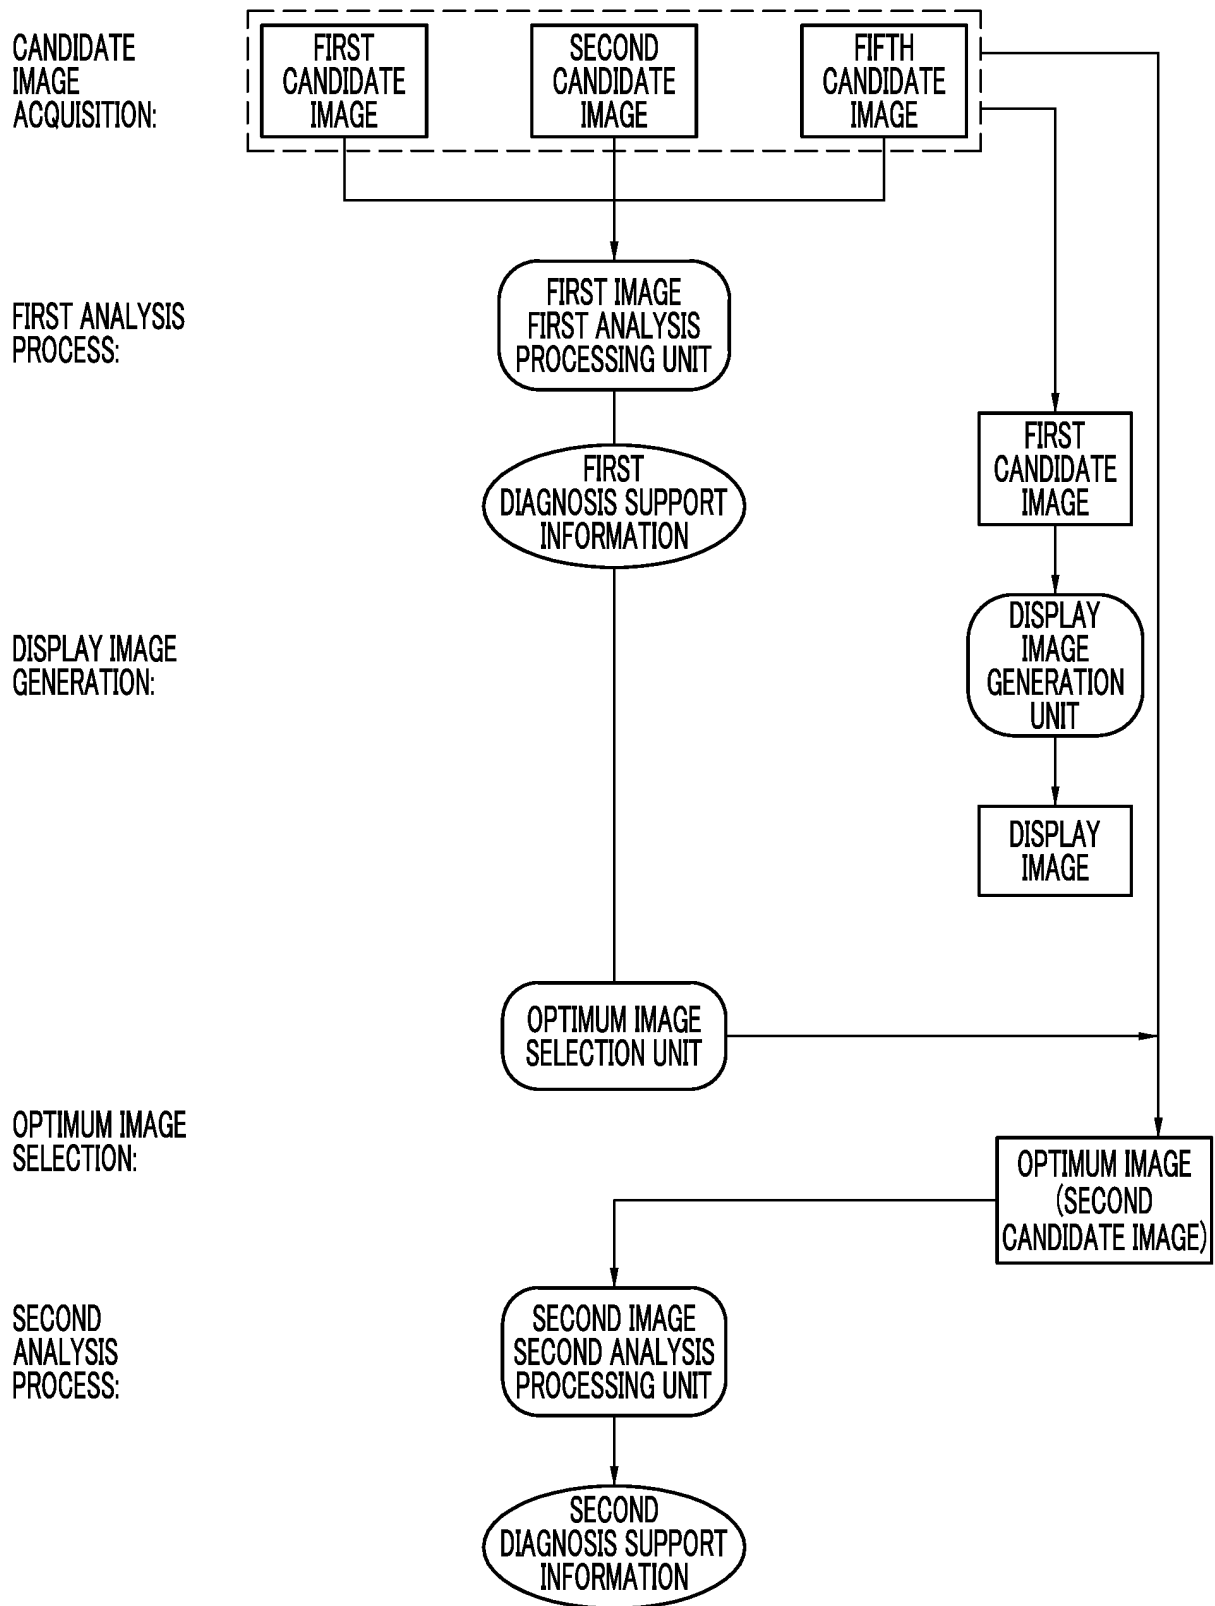 CANDIDATE
IMAGE
ACQUISITION:
FIRST
CANDIDATE
IMAGE
SECOND
CANDIDATE
IMAGE
FIFTH
CANDIDATE
IMAGE
FIRST ANALYSIS
PROCESS:
FIRST IMAGE
FIRST ANALYSIS
PROCESSING UNIT
FIRST
DIAGNOSIS SUPPORT
INFORMATION
FIRST
CANDIDATE
IMAGE
DISPLAY IMAGE
GENERATION:
DISPLAY
IMAGE
GENERATION
UNIT
DISPLAY
IMAGE
OPTIMUM IMAGE
SELECTION UNIT
OPTIMUM IMAGE
SELECTION:
OPTIMUM IMAGE
(SECOND
CANDIDATE IMAGE)
SECOND
ANALYSIS
PROCESS:
SECOND IMAGE
SECOND ANALYSIS
PROCESSING UNIT
SECOND
DIAGNOSIS SUPPORT
INFORMATION